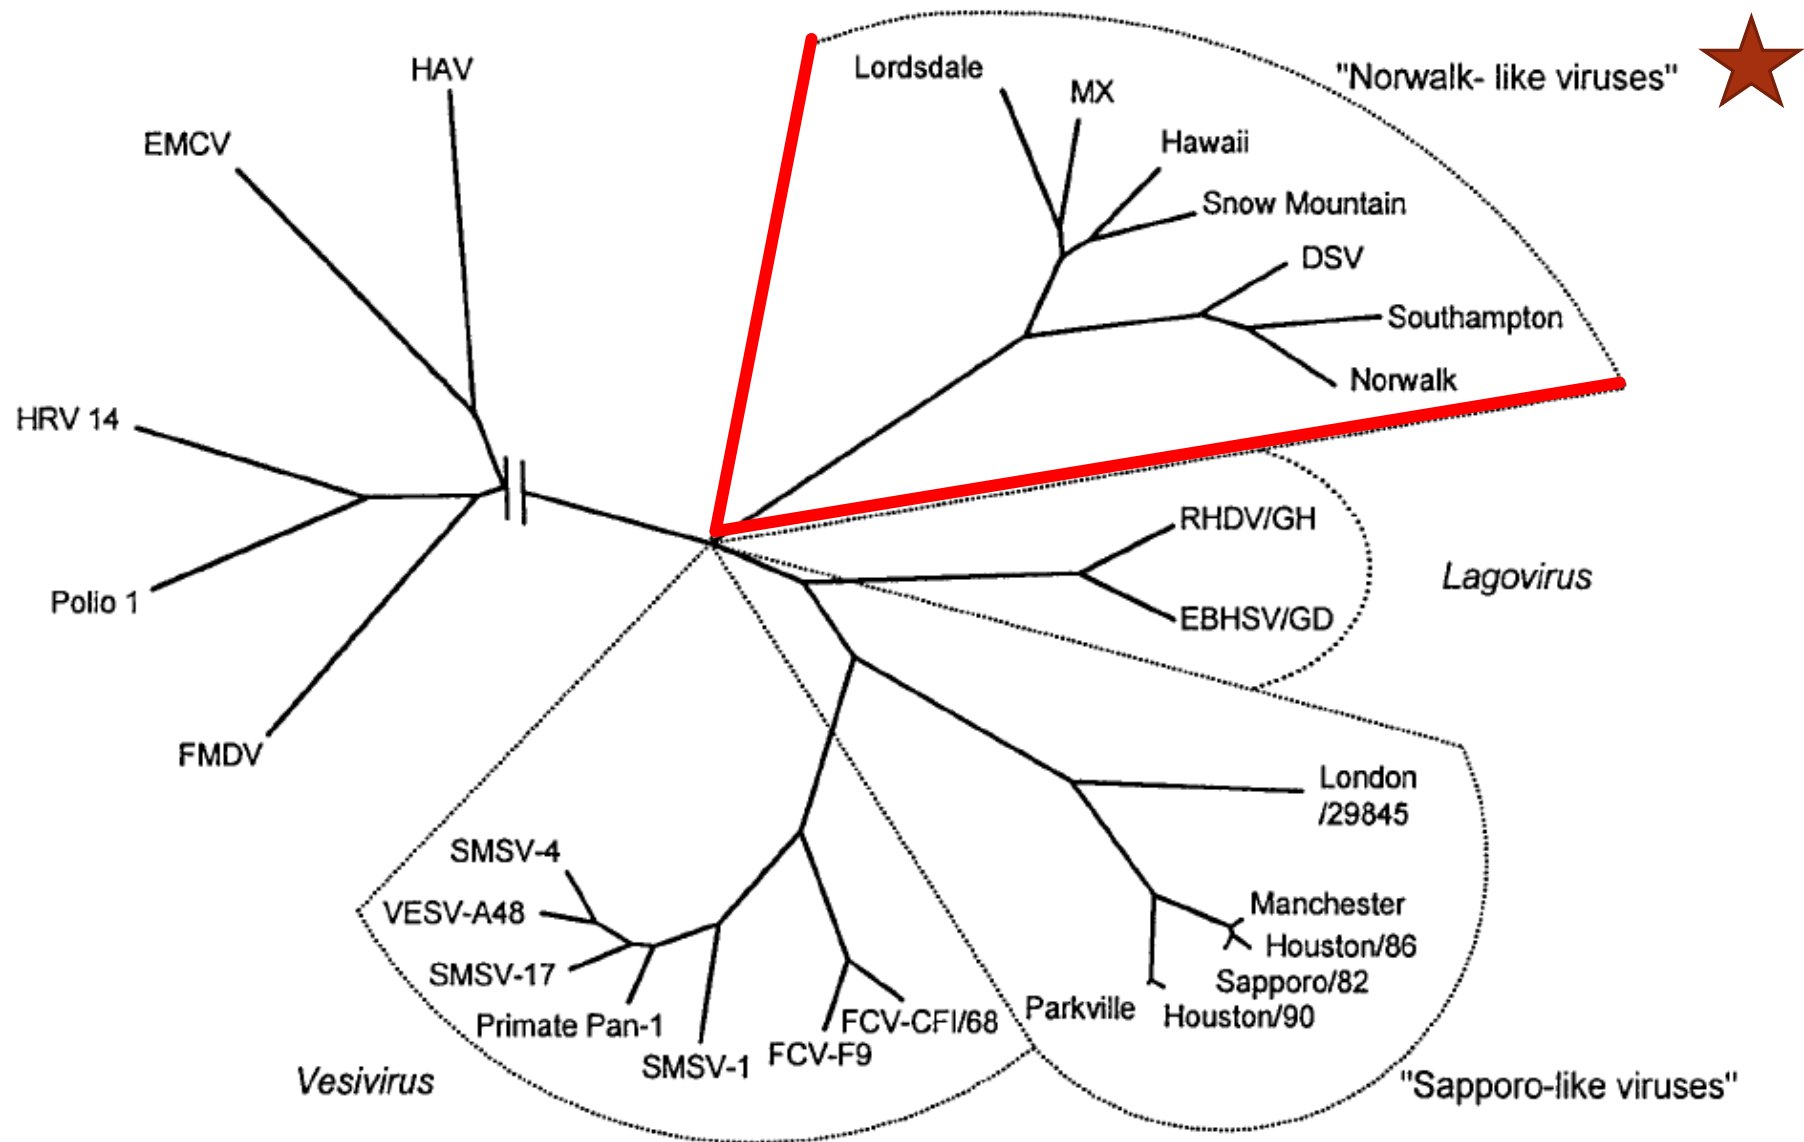 HAV
EMCV
HRV 14
Polio 1
FMDV
Lordsdale
MX
Hawaii
Snow Mountain
DSV
Southampton
Norwalk
"Norwalk- like viruses"
RHDV/GH
EBHSV/GD
Lagovirus
London
/29845
Manchester
Houston/86
Sapporo/82
Houston/90
Parkville
"Sapporo-like viruses"
SMSV-4
VESV-A48
SMSV-17
Primate Pan-1
SMSV-1
FCV-F9
FCV-CFI/68
Vesivirus